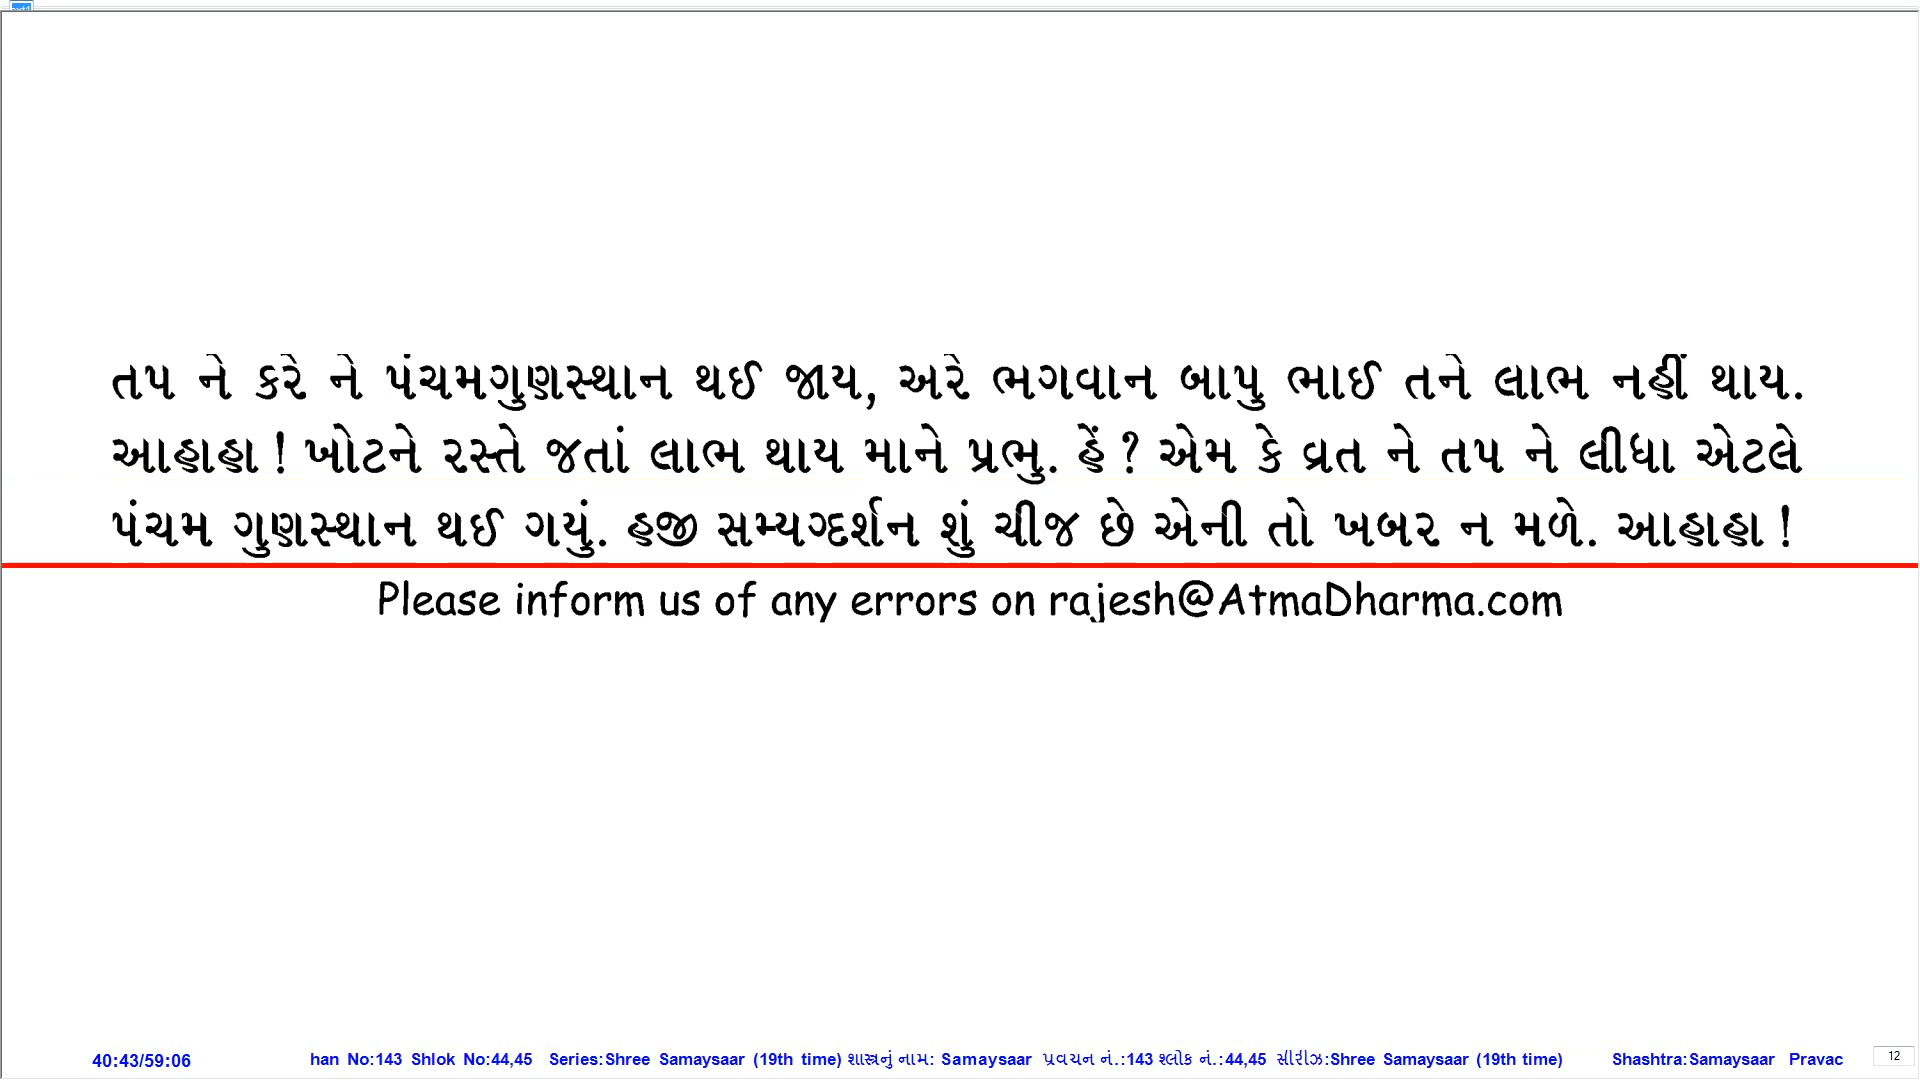 તપ ને કરે ને પંચમગુણસ્થાન થઈ જાય, અરે ભગવાન બાપુ ભાઈ તને લાભ નહીં થાય.
આહાહા ! ખોટને રસ્તે જતાં લાભ થાય માને પ્રભુ. હેં ? એમ કે વ્રત ને તપ ને લીધા એટલે
પંચમ ગુણસ્થાન થઈ ગયું. હજી સમ્યગ્દર્શન શું ચીજ છે એની તો ખબર ન મળે. આહાહા !
Please inform us of any errors on rajesh@AtmaDharma.com
40:43/59:06 han No:143 Shlok No:44,45 Series:Shree Samaysaar (19th time) શાસ્ત્રનું નામ: Samaysaar પ્રવચન નં.:143 શ્લોક નં.:44,45 સીરીઝ:Shree Samaysaar (19th time) Shashtra:Samaysaar Pravac 12